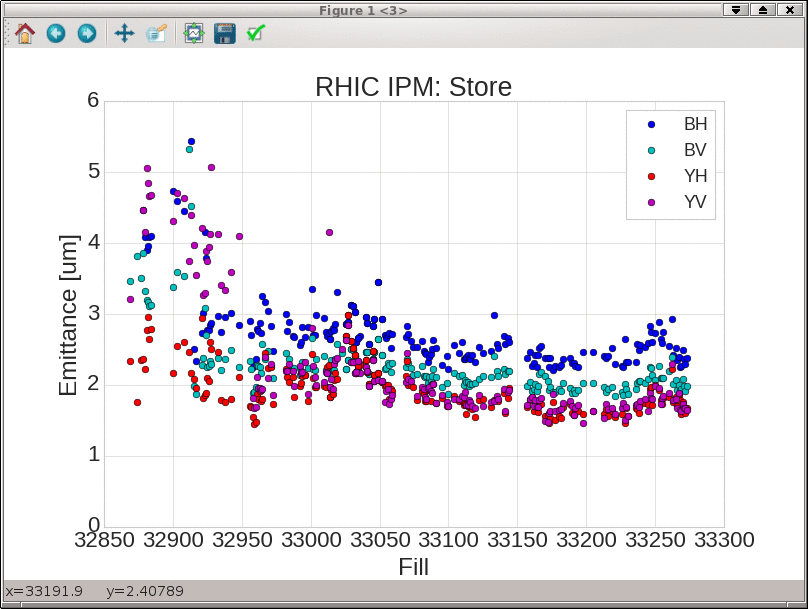 Figure 1 <3>
RHIC IPM: Store
6
5
4
3
2
1
0
Emittance [um]
BH
BV
YH
YV
32850 32900 32950 33000 33050 33100 33150 33200 33250 33300
Fill
x=33191.9 y=2.40789